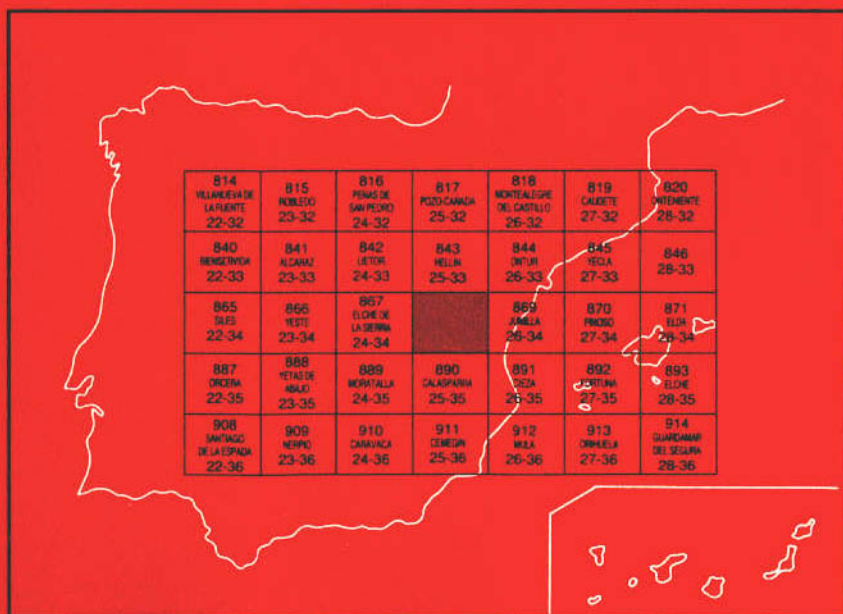 814
VILLANUEVA DE
LA FUENTE
22-32
815
ROBLEDO
23-32
816
PEÑAS DE
SAN PEDRO
24-32
817
POZO-CAÑADA
25-32
818
MONTEALEGRE
DEL CASTILLO
26-32
819
CAUDETE
27-32
820
ONTENIENTE
28-32
840
BIENSERVIDA
22-33
841
ALCARAZ
23-33
842
LIETOR
24-33
843
HELLIN
25-33
844
ONTUR
26-33
845
YECLA
27-33
846
28-33
865
SILES
22-34
866
YESTE
23-34
867
ELCHE DE
LA SIERRA
24-34
869
JUMILLA
26-34
870
PINOSO
27-34
871
ELDA
28-34
887
ORCERA
22-35
888
YETAS DE
ABAJO
23-35
889
MORATALLA
24-35
890
CALASPARRA
25-35
891
CIEZA
26-35
892
FORTUNA
27-35
893
ELCHE
28-35
908
SANTIAGO
DE LA ESPADA
22-36
909
NERPIO
23-36
910
CARAVACA
24-36
911
CEHEGIN
25-36
912
MULA
26-36
913
ORIHUELA
27-36
914
GUARDAMAR
DEL SEGURA
28-36